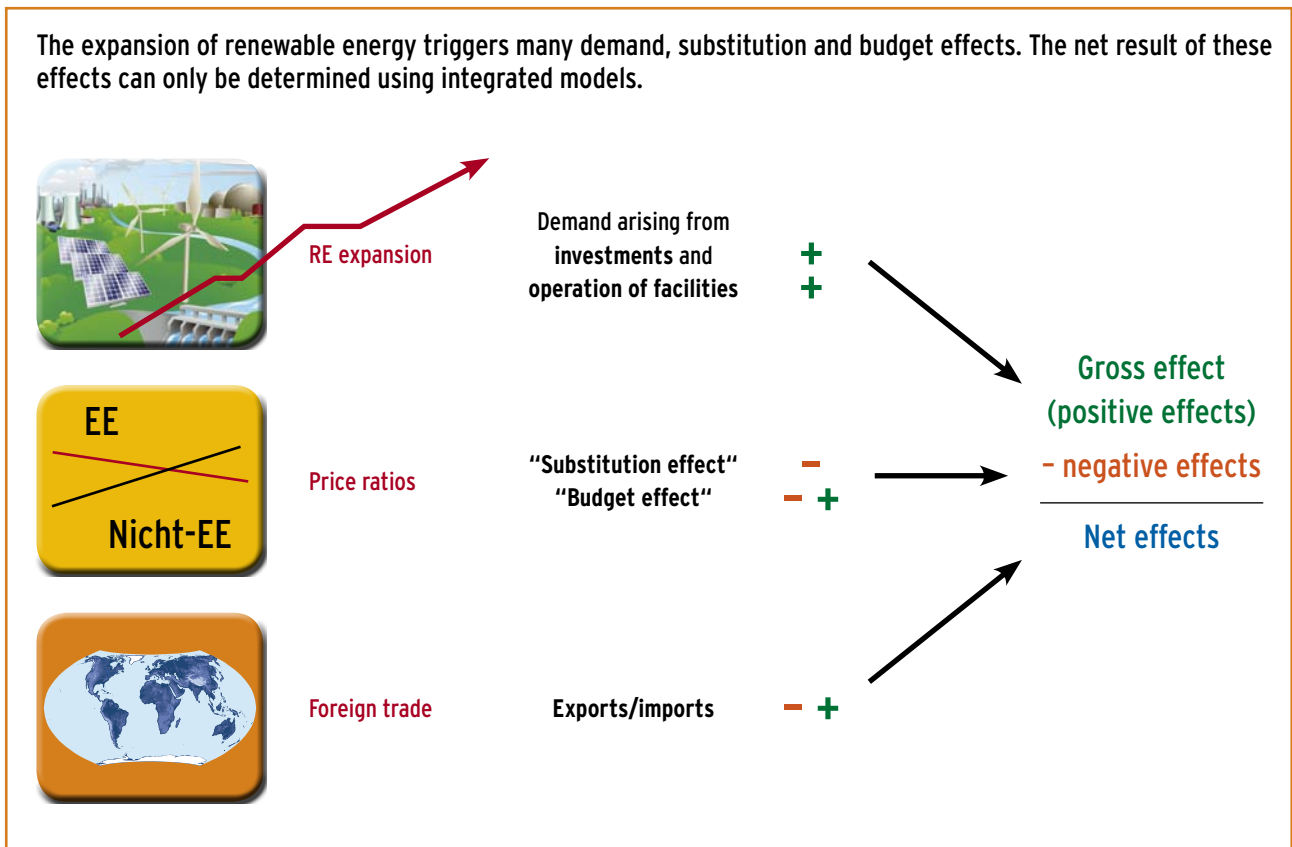 The expansion of renewable energy triggers many demand, substitution and budget effects. The net result of these
effects can only be determined using integrated models.
RE expansion
Demand arising from
investments and +
operation of facilities +
EE
Nicht-EE
Price ratios
“Substitution effect“ –
“Budget effect“ – +
Foreign trade
Exports/imports – +
Gross effect
(positive effects)
– negative effects
Net effects